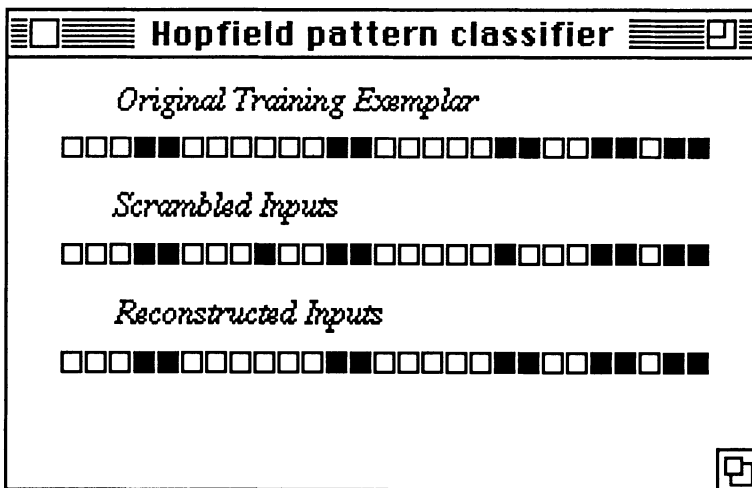 Hopfield pattern classifier
Original Training Exemplar
Scrambled Inputs
Reconstructed Inputs